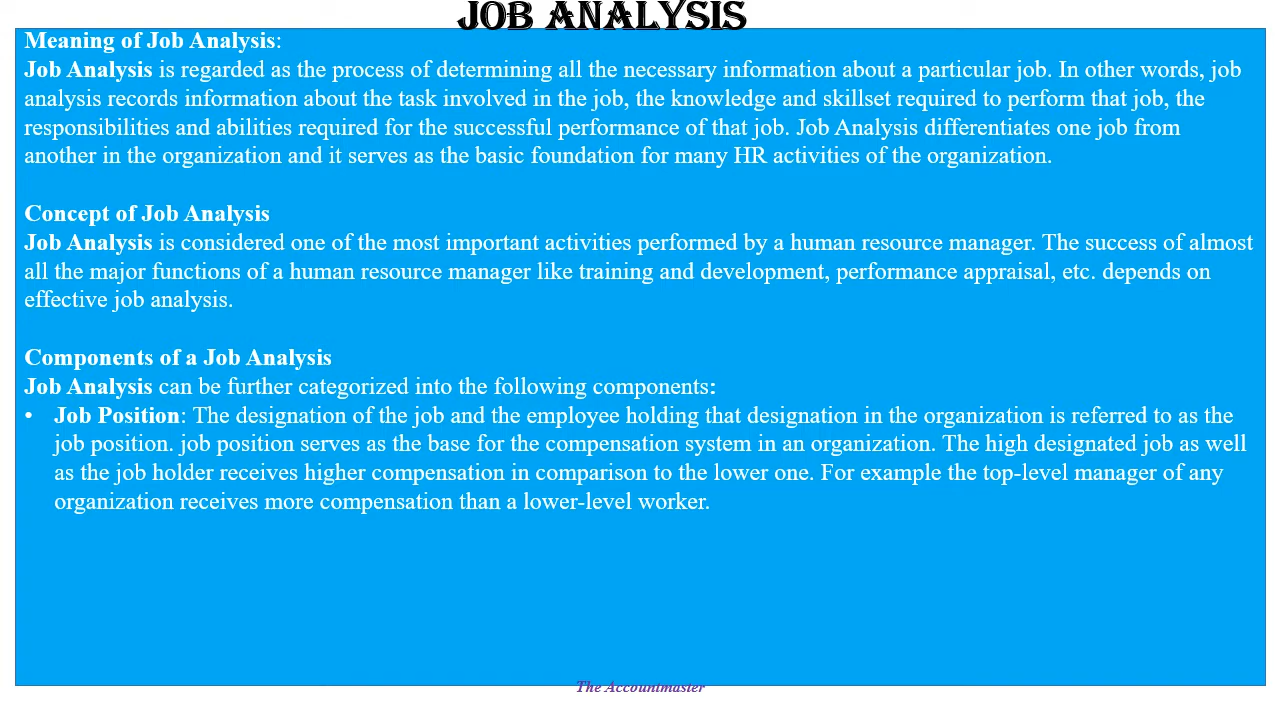 JOB ANALYSIS
Meaning of Job Analysis:
Job Analysis is regarded as the process of determining all the necessary information about a particular job. In other words, job
analysis records information about the task involved in the job, the knowledge and skillset required to perform that job, the
responsibilities and abilities required for the successful performance of that job. Job Analysis differentiates one job from
another in the organization and it serves as the basic foundation for many HR activities of the organization.
Concept of Job Analysis
Job Analysis is considered one of the most important activities performed by a human resource manager. The success of almost
all the major functions of a human resource manager like training and development, performance appraisal, etc. depends on
effective job analysis.
Components of a Job Analysis
Job Analysis can be further categorized into the following components:
• Job Position: The designation of the job and the employee holding that designation in the organization is referred to as the
job position. job position serves as the base for the compensation system in an organization. The high designated job as well
as the job holder receives higher compensation in comparison to the lower one. For example the top-level manager of any
organization receives more compensation than a lower-level worker.
The Accountmaster